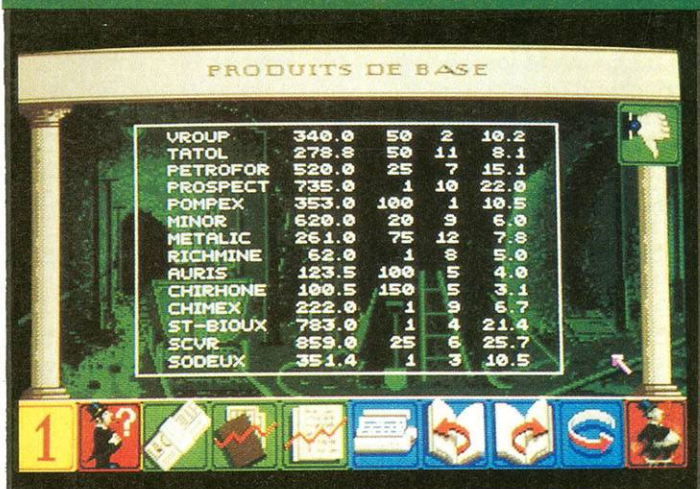 PRODUITS DE BASE
VROUP 340.0 50 2 10.2
TATOL 278.8 50 11 8.1
PETROFOR 520.0 25 7 15.1
PROSPECT 735.0 1 10 22.0
POMPEX 353.0 100 1 10.5
MINOR 620.0 20 9 6.0
METALIC 261.0 75 12 7.8
RICHMINE 62.0 1 8 5.0
AURIS 123.5 100 5 4.0
CHIRHONE 100.5 150 5 3.1
CHIMEX 222.0 1 9 6.7
ST-BIOUX 783.0 1 4 21.4
SCVR 859.0 25 6 25.7
SODEUX 351.4 1 3 10.5
1 ?